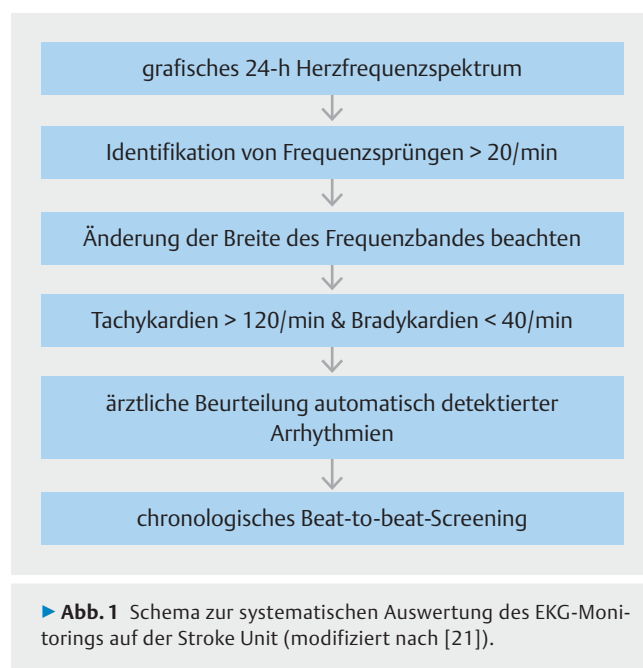 grafisches 24-h Herzfrequenzspektrum
Identifikation von Frequenzsprüngen > 20/min
Änderung der Breite des Frequenzbandes beachten
Tachykardien > 120/min & Bradykardien < 40/min
ärztliche Beurteilung automatisch detektierter
Arrhythmien
chronologisches Beat-to-beat-Screening
▶ Abb. 1 Schema zur systematischen Auswertung des EKG-Moni-
torings auf der Stroke Unit (modifiziert nach [21]).